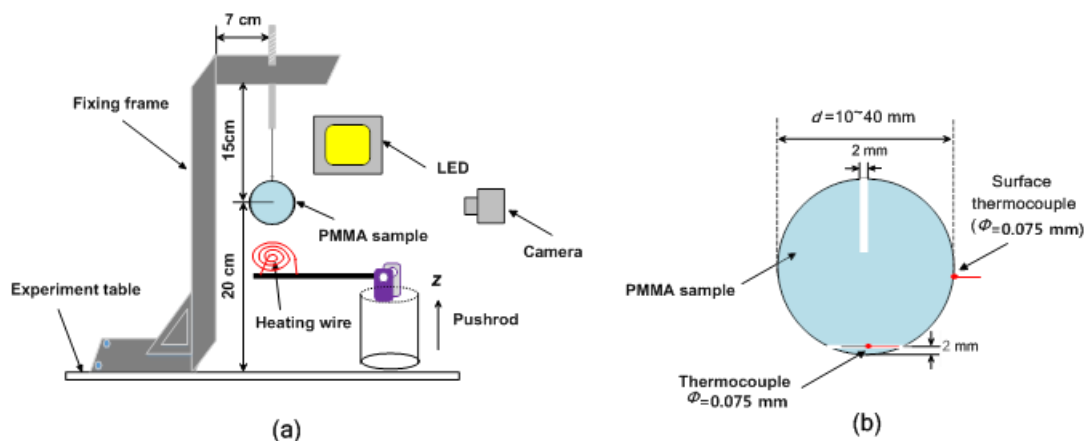 7 cm
Fixing frame
15cm
LED
PMMA sample
Camera
20 cm
Experiment table
Heating wire
z
Pushrod
(a)
d=10~40 mm
2 mm
Surface
thermocouple
(Φ=0.075 mm)
PMMA sample
2 mm
Thermocouple
Φ=0.075 mm
(b)